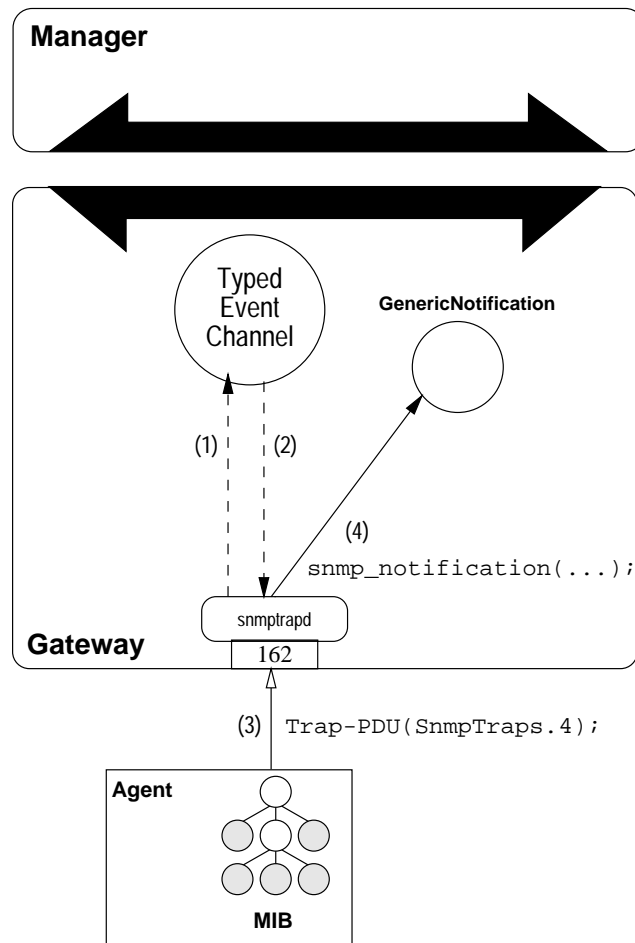 Manager
Typed
Event
Channel
GenericNotification
(1)
(2)
(4)
snmp_notification(...);
snmptrapd
Gateway
162
(3)
Trap-PDU(SnmpTraps.4);
Agent
MIB